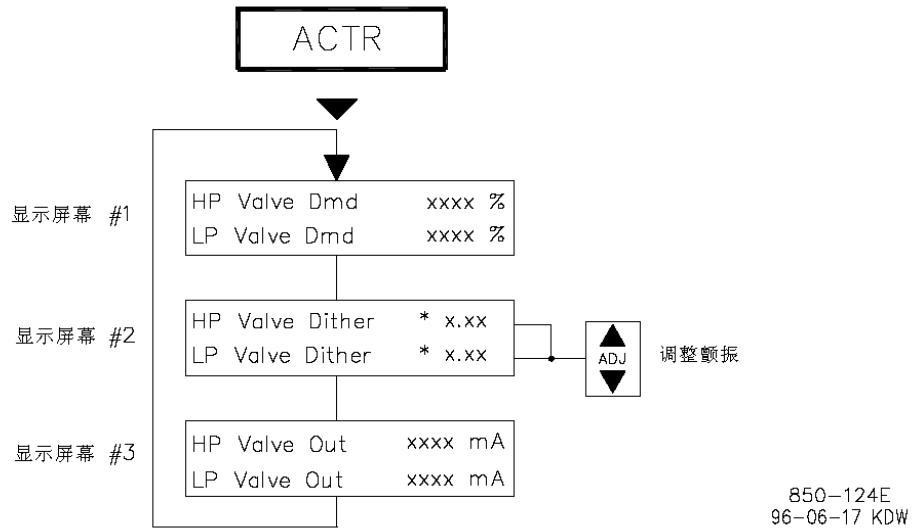 ACTR
显示屏幕 #1
HP Valve Dmd xxxx %
LP Valve Dmd xxxx %
显示屏幕 #2
HP Valve Dither * x.xx
LP Valve Dither * x.xx
ADJ
调整颤振
显示屏幕 #3
HP Valve Out xxxx mA
LP Valve Out xxxx mA
850-124E
96-06-17 KDW